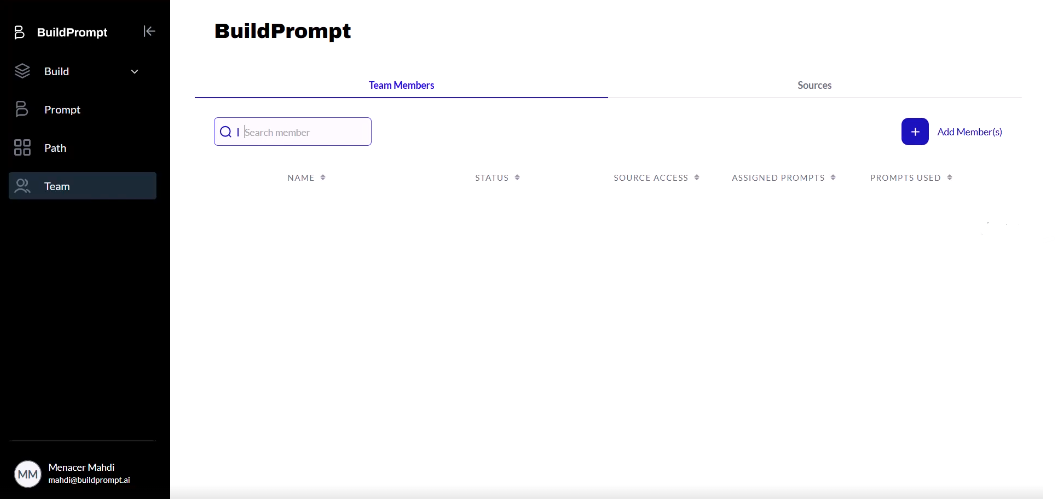 BuildPrompt
Build
Prompt
Path
Team
Menacer Mahdi
mahdi@buildprompt.ai
MM
BuildPrompt
Team Members
Sources
Search member
Add Member(s)
NAME
STATUS
SOURCE ACCESS
ASSIGNED PROMPTS
PROMPTS USED